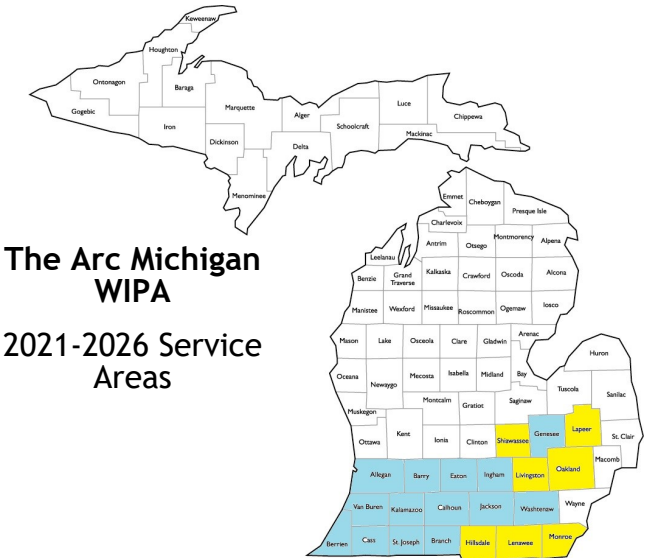 Keweenaw
Houghton
Ontonagon
Baraga
Gogebic
Marquette
Luce
Alger
Chippewa
Iron
Schoolcraft
Mackinac
Dickinson
Delta
Menominee
The Arc Michigan
WIPA
2021-2026 Service
Areas
Emmet
Cheboygan
Presque Isle
Charlevoix
Antrim
Otsego
Montmorency
Alpena
Leelanau
Benzie
Grand
Traverse
Kalkaska
Crawford
Oscoda
Alcona
Manistee
Wexford
Missaukee
Roscommon
Ogemaw
Iosco
Arenac
Mason
Lake
Osceola
Clare
Gladwin
Huron
Oceana
Newaygo
Mecosta
Isabella
Midland
Bay
Tuscola
Sanilac
Montcalm
Gratiot
Saginaw
Muskegon
Ottawa
Kent
Ionia
Clinton
Shiawassee
Genesee
Lapeer
St. Clair
Macomb
Allegan
Barry
Eaton
Ingham
Livingston
Oakland
Van Buren
Kalamazoo
Calhoun
Jackson
Washtenaw
Wayne
Berrien
Cass
St. Joseph
Branch
Hillsdale
Lenawee
Monroe